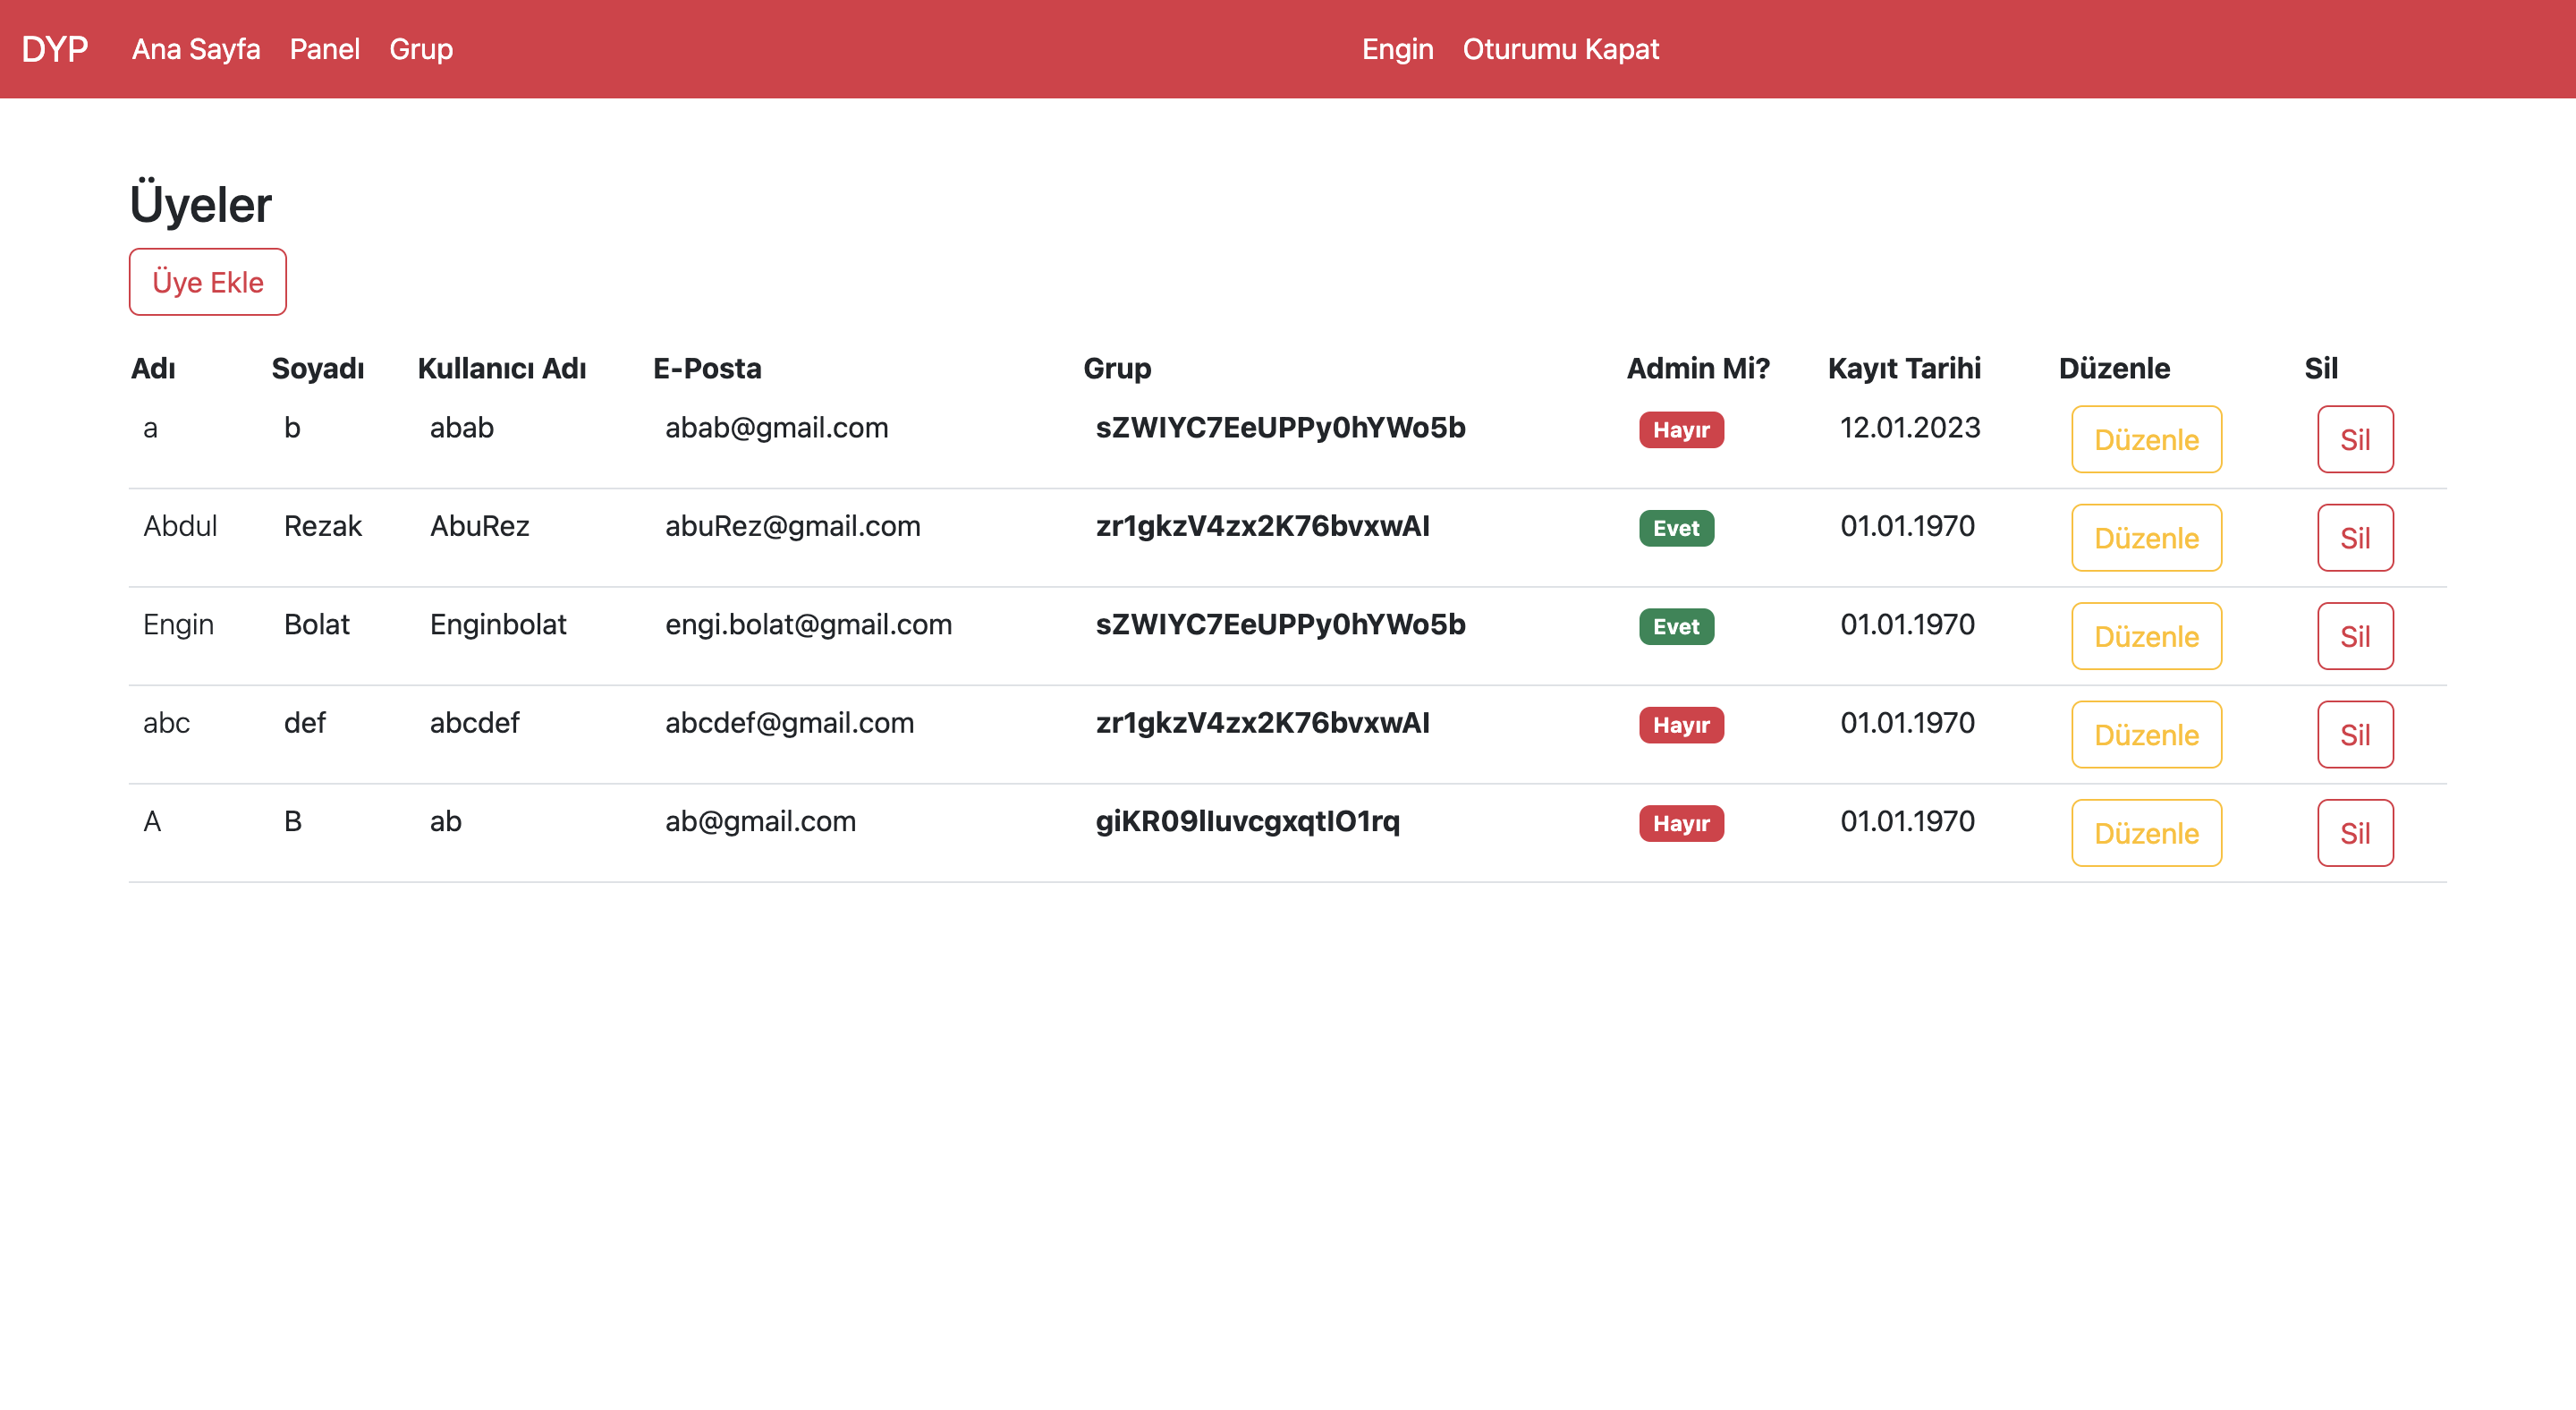 DYP Ana Sayfa Panel Grup Engin Oturumu Kapat
Üyeler
Üye Ekle
Adı Soyadı Kullanıcı Adı E-Posta Grup Admin Mi? Kayıt Tarihi Düzenle Sil
a b abab abab@gmail.com sZWIYC7EeUPPy0hYWo5b Hayır 12.01.2023 Düzenle Sil
Abdul Rezak AbuRez abuRez@gmail.com zr1gkzV4zx2K76bvxwAI Evet 01.01.1970 Düzenle Sil
Engin Bolat Enginbolat engi.bolat@gmail.com sZWIYC7EeUPPy0hYWo5b Evet 01.01.1970 Düzenle Sil
abc def abcdef abcdef@gmail.com zr1gkzV4zx2K76bvxwAI Hayır 01.01.1970 Düzenle Sil
A B ab ab@gmail.com giKR09lIuvcgxqtIO1rq Hayır 01.01.1970 Düzenle Sil